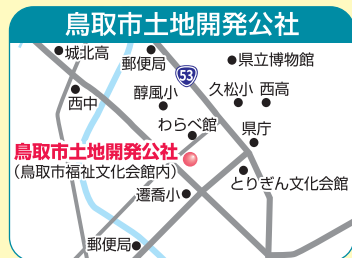 鳥取市土地開発公社
城北高
郵便局
県立博物館
53
西中
醇風小
久松小
西高
わらべ館
県庁
鳥取市土地開発公社
(鳥取市福祉文化会館内)
とりぎん文化会館
遷喬小
郵便局